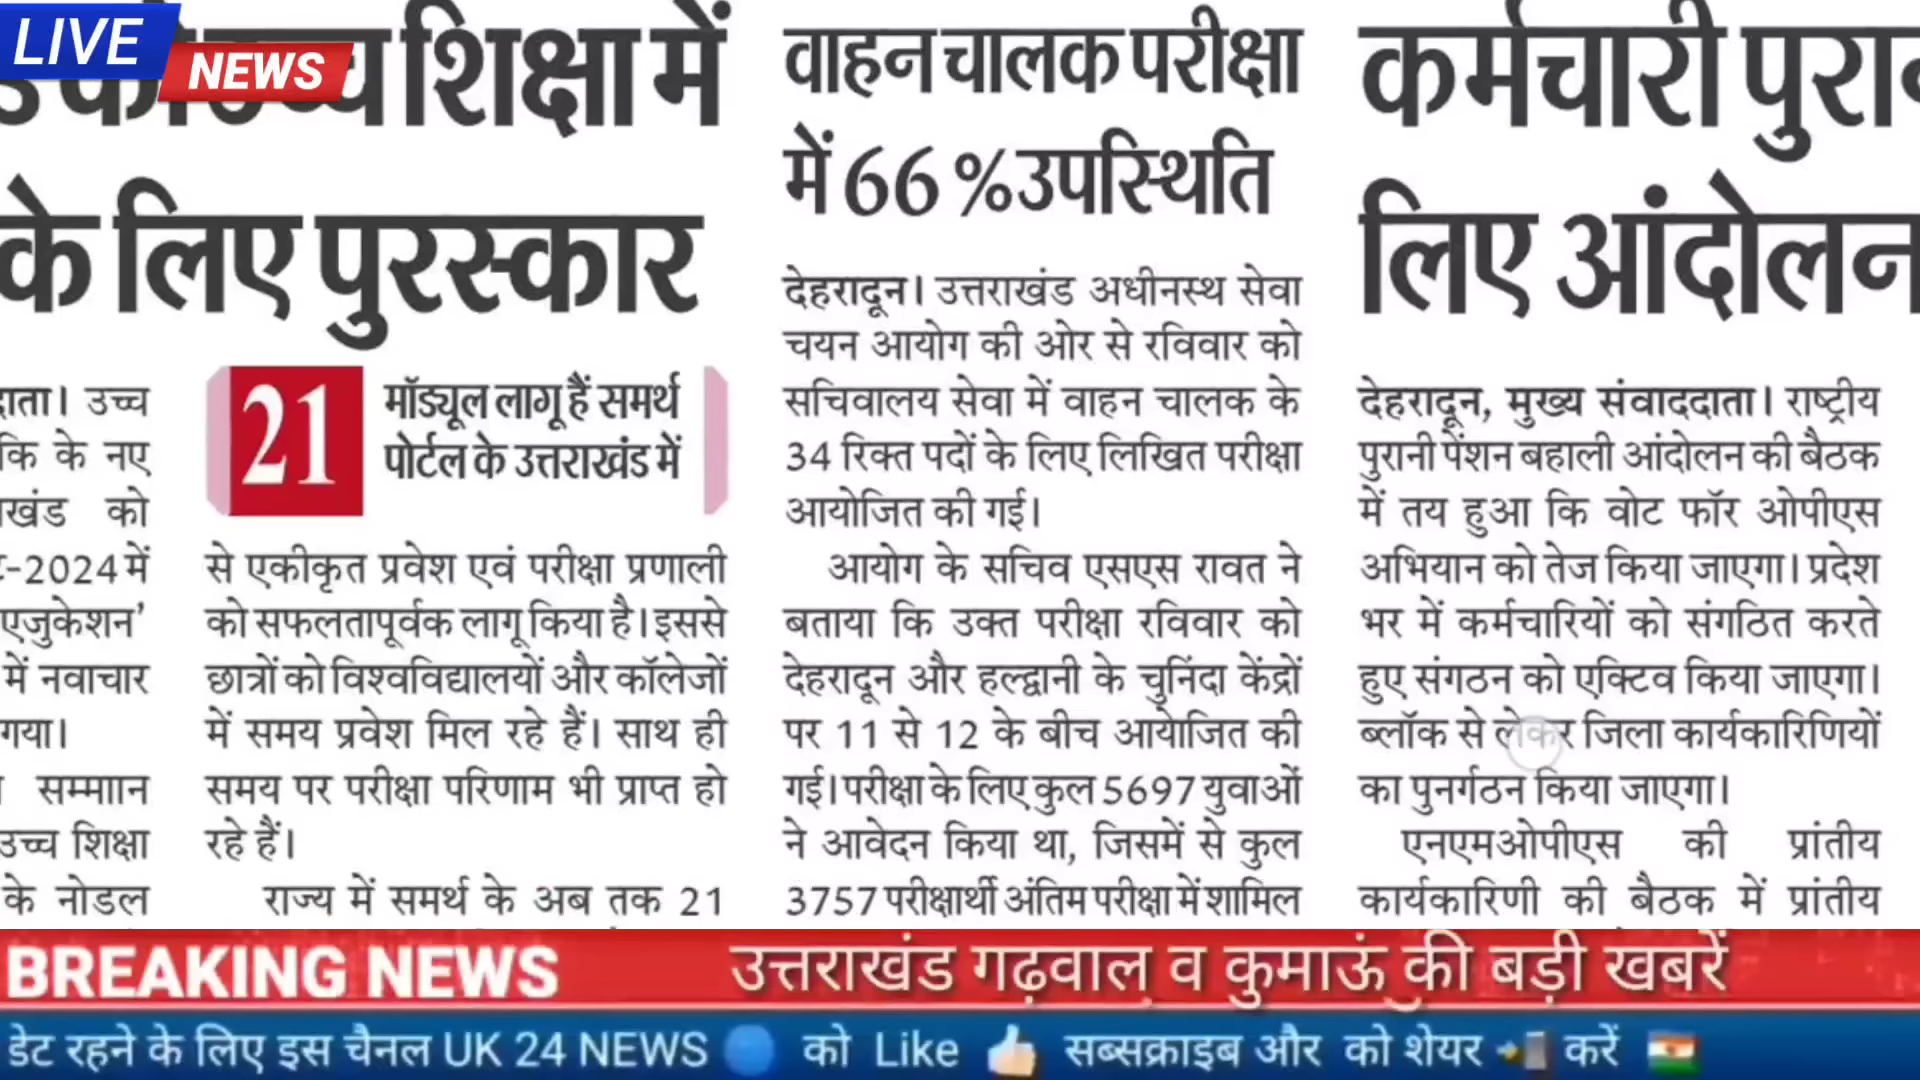 LIVE
NEWS
शिक्षा में
के लिए पुरस्कार
उच्च
कि के नए
को
-2024 में
एजुकेशन’
में नवाचार
गया।
सम्माान
उच्च शिक्षा
के नोडल
21
मॉड्यूल लागू हैं समर्थ
पोर्टल के उत्तराखंड में
से एकीकृत प्रवेश एवं परीक्षा प्रणाली
को सफलतापूर्वक लागू किया है। इससे
छात्रों को विश्वविद्यालयों और कॉलेजों
में समय प्रवेश मिल रहे हैं। साथ ही
समय पर परीक्षा परिणाम भी प्राप्त हो
रहे हैं।
राज्य में समर्थ के अब तक 21
वाहन चालक परीक्षा
में 66 % उपस्थिति
देहरादून। उत्तराखंड अधीनस्थ सेवा
चयन आयोग की ओर से रविवार को
सचिवालय सेवा में वाहन चालक के
34 रिक्त पदों के लिए लिखित परीक्षा
आयोजित की गई।
आयोग के सचिव एसएस रावत ने
बताया कि उक्त परीक्षा रविवार को
देहरादून और हल्द्वानी के चुनिंदा केंद्रों
पर 11 से 12 के बीच आयोजित की
गई। परीक्षा के लिए कुल 5697 युवाओं
ने आवेदन किया था, जिसमें से कुल
3757 परीक्षार्थी अंतिम परीक्षा में शामिल
कर्मचारी
लिए आंदोलन
देहरादून, मुख्य संवाददाता। राष्ट्रीय
पुरानी पेंशन बहाली आंदोलन की बैठक
में तय हुआ कि वोट फॉर ओपीएस
अभियान को तेज किया जाएगा। प्रदेश
भर में कर्मचारियों को संगठित करते
हुए संगठन को एक्टिव किया जाएगा।
ब्लॉक से लेकर जिला कार्यकारिणियों
का पुनर्गठन किया जाएगा।
एनएमओपीएस की प्रांतीय
कार्यकारिणी की बैठक में प्रांतीय
BREAKING NEWS उत्तराखंड गढ़वाल व कुमाऊं की बड़ी खबरें
डेट रहने के लिए इस चैनल UK 24 NEWS 🔵 को Like 👍 सब्सक्राइब और को शेयर 📲 करें 🇮🇳